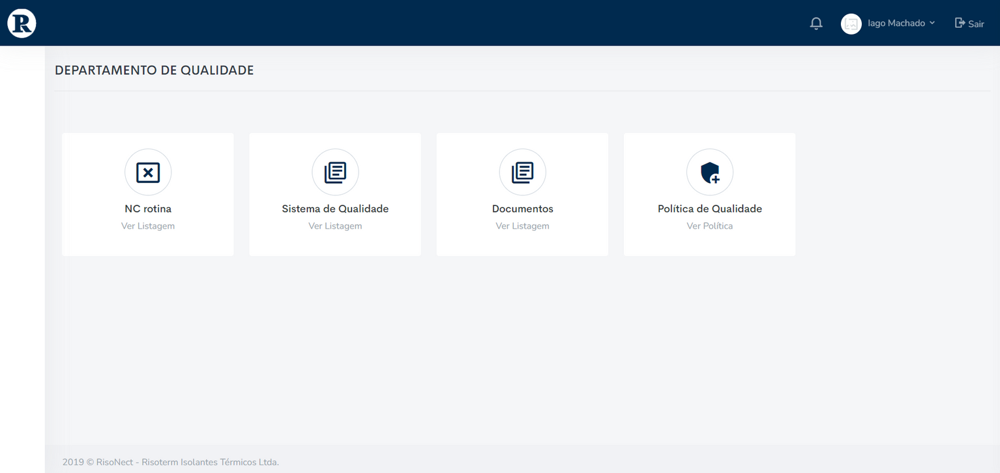 R
Iago Machado
Sair
DEPARTAMENTO DE QUALIDADE
NC rotina
Ver Listagem
Sistema de Qualidade
Ver Listagem
Documentos
Ver Listagem
Política de Qualidade
Ver Política
2019 © RisoNect - Risoterm Isolantes Térmicos Ltda.